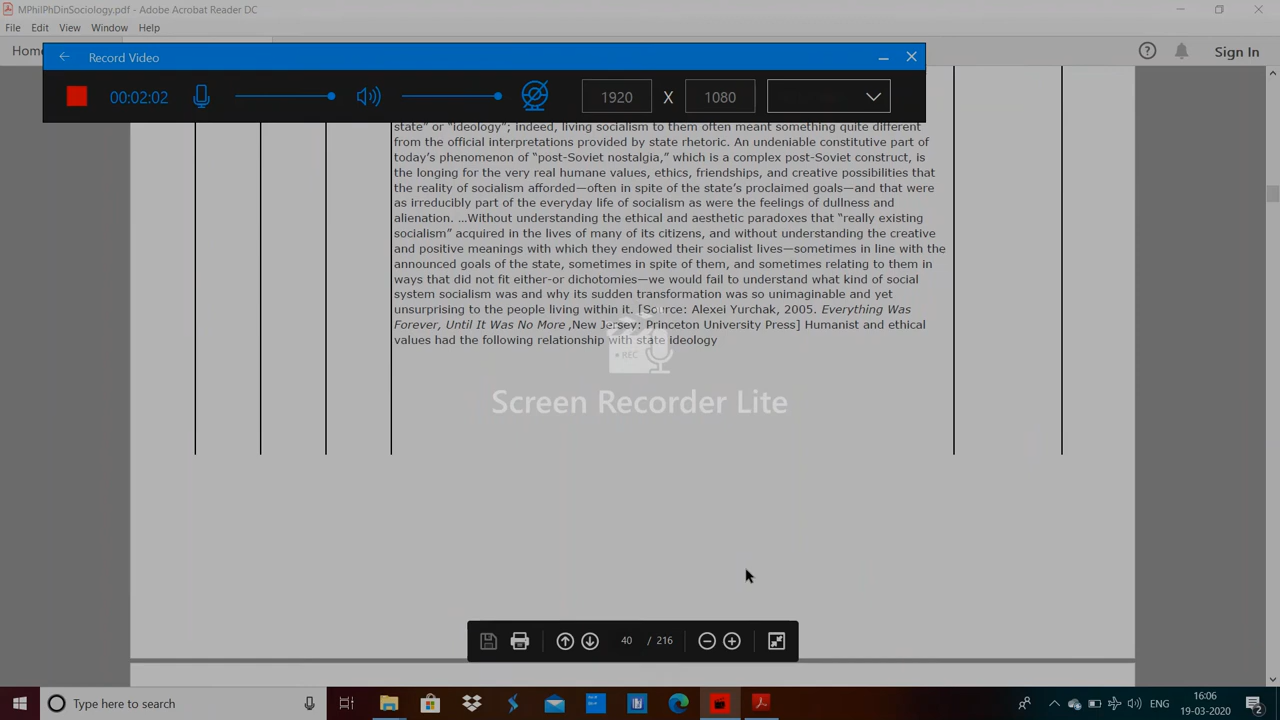 MPhilPhDinSociology.pdf - Adobe Acrobat Reader DC
File Edit View Window Help
Home
Sign In
Record Video
00:02:02
1920 X 1080
state" or "ideology"; indeed, living socialism to them often meant something quite different
from the official interpretations provided by state rhetoric. An undeniable constitutive part of
today's phenomenon of "post-Soviet nostalgia," which is a complex post-Soviet construct, is
the longing for the very real humane values, ethics, friendships, and creative possibilities that
the reality of socialism afforded—often in spite of the state's proclaimed goals—and that were
as irreducibly part of the everyday life of socialism as were the feelings of dullness and
alienation. …Without understanding the ethical and aesthetic paradoxes that "really existing
socialism" acquired in the lives of many of its citizens, and without understanding the creative
and positive meanings with which they endowed their socialist lives—sometimes in line with the
announced goals of the state, sometimes in spite of them, and sometimes relating to them in
ways that did not fit either-or dichotomies—we would fail to understand what kind of social
system socialism was and why its sudden transformation was so unimaginable and yet
unsurprising to the people living within it. [Source: Alexei Yurchak, 2005. Everything Was
Forever, Until It Was No More ,New Jersey: Princeton University Press] Humanist and ethical
values had the following relationship with state ideology
REC
Screen Recorder Lite
40 / 216
Type here to search
ENG
16:06
19-03-2020
2